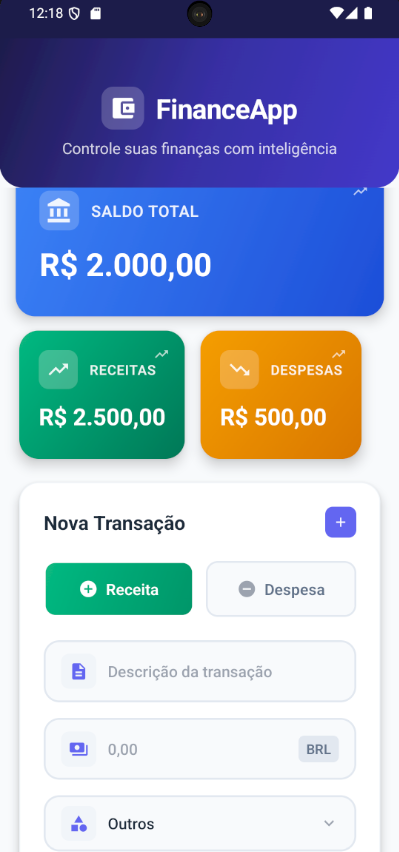 12:18
FinanceApp
Controle suas finanças com inteligência
SALDO TOTAL
R$ 2.000,00
RECEITAS
R$ 2.500,00
DESPESAS
R$ 500,00
Nova Transação
+
Receita
Despesa
Descrição da transação
0,00
BRL
Outros